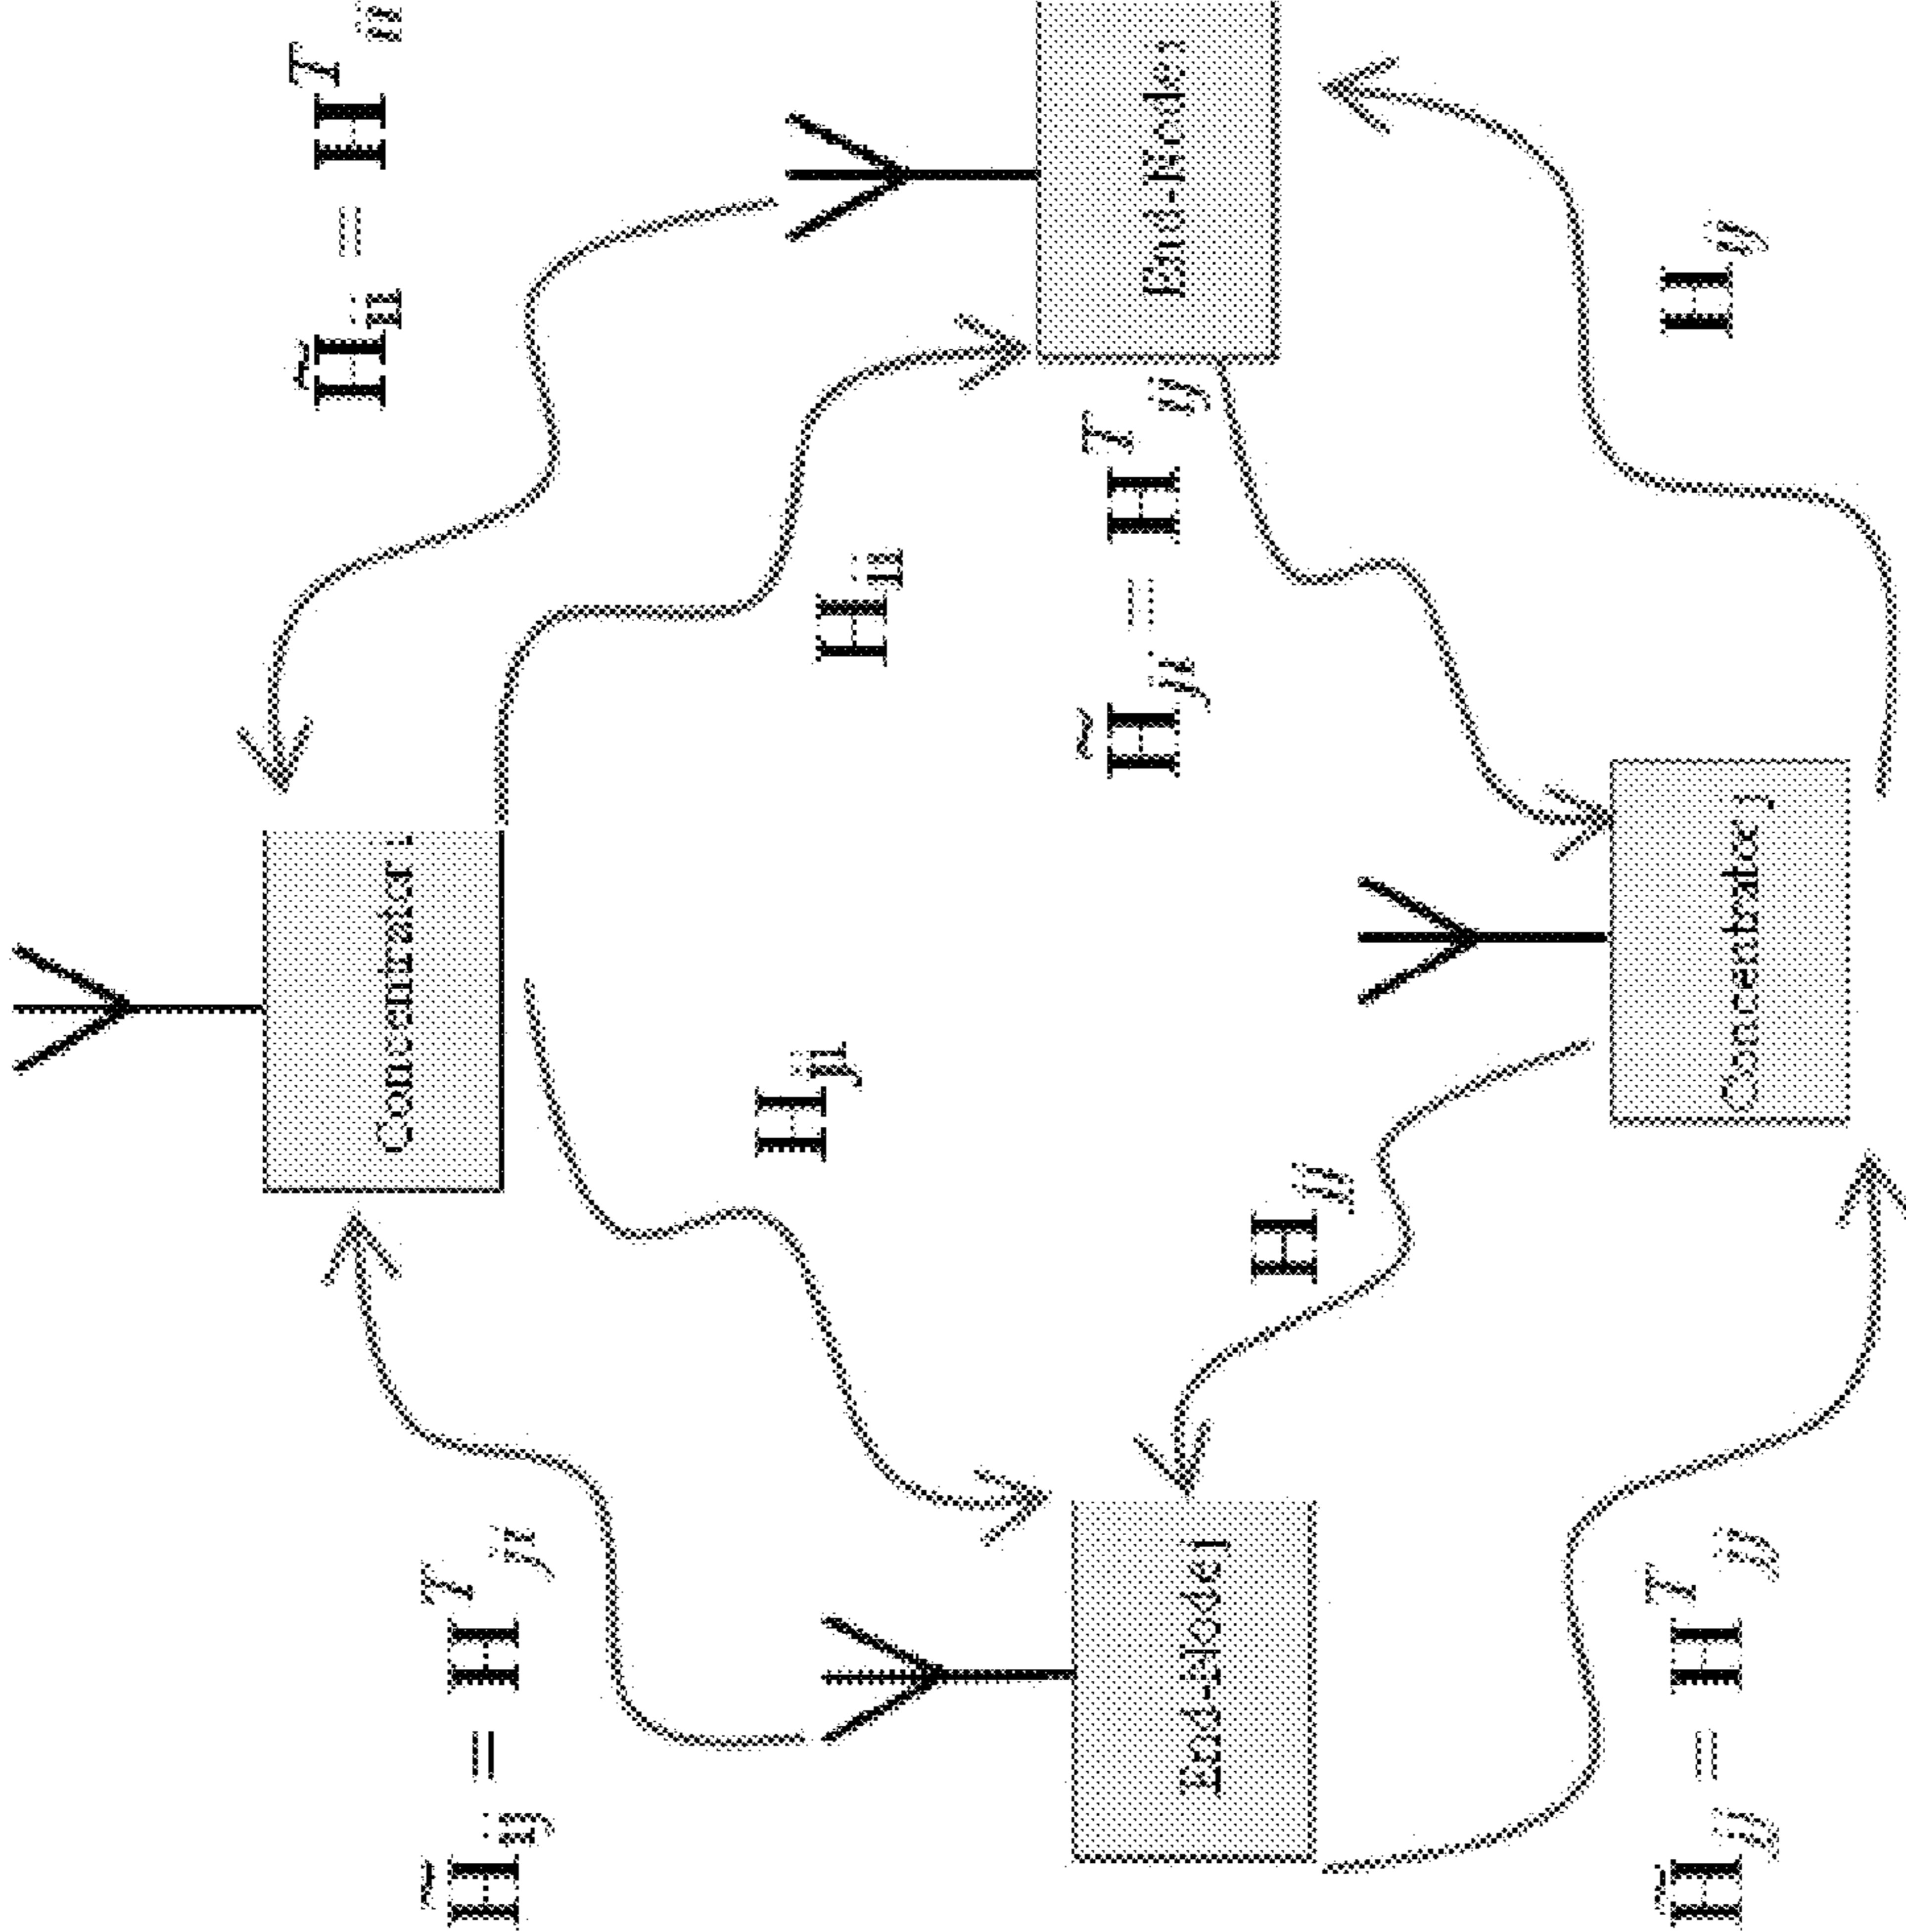 H̃ᵢᵢ = Hᵀᵢᵢ
Concentrator i
End-Node i
Hᵢᵢ
Hⱼᵢ
H̃ᵢⱼ = Hᵀⱼᵢ
H̃ⱼᵢ = Hᵀᵢⱼ
Hᵢⱼ
Hⱼⱼ
End-Node j
Concentrator j
H̃ⱼⱼ = Hᵀⱼⱼ